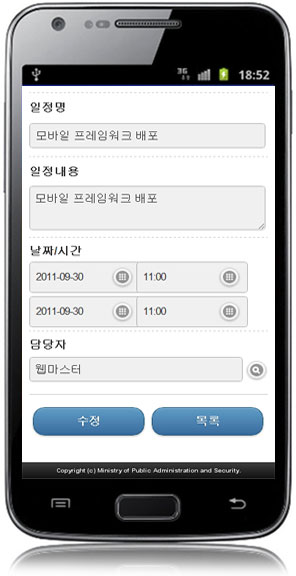 3G 18:52
일정명
모바일 프레임워크 배포
일정내용
모바일 프레임워크 배포
날짜/시간
2011-09-30 11:00
2011-09-30 11:00
담당자
웹마스터
수정 목록
Copyright (c) Ministry of Public Administration and Security.